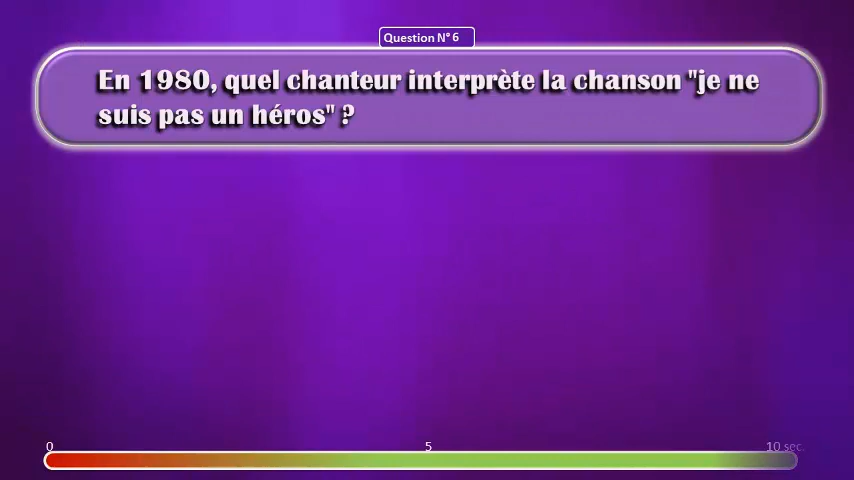 Question N° 6
En 1980, quel chanteur interprète la chanson "je ne
suis pas un héros" ?
0 5 10 sec.